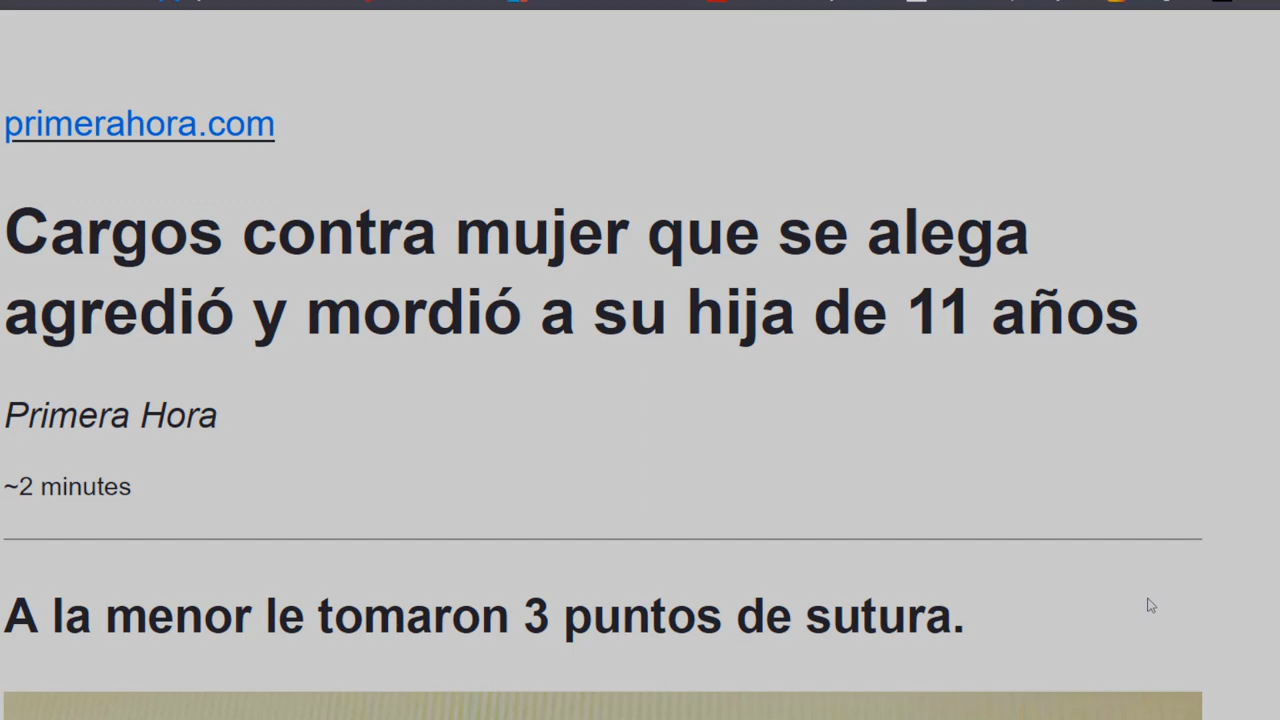 primerahora.com
Cargos contra mujer que se alega
agredió y mordió a su hija de 11 años
Primera Hora
~2 minutes
A la menor le tomaron 3 puntos de sutura.